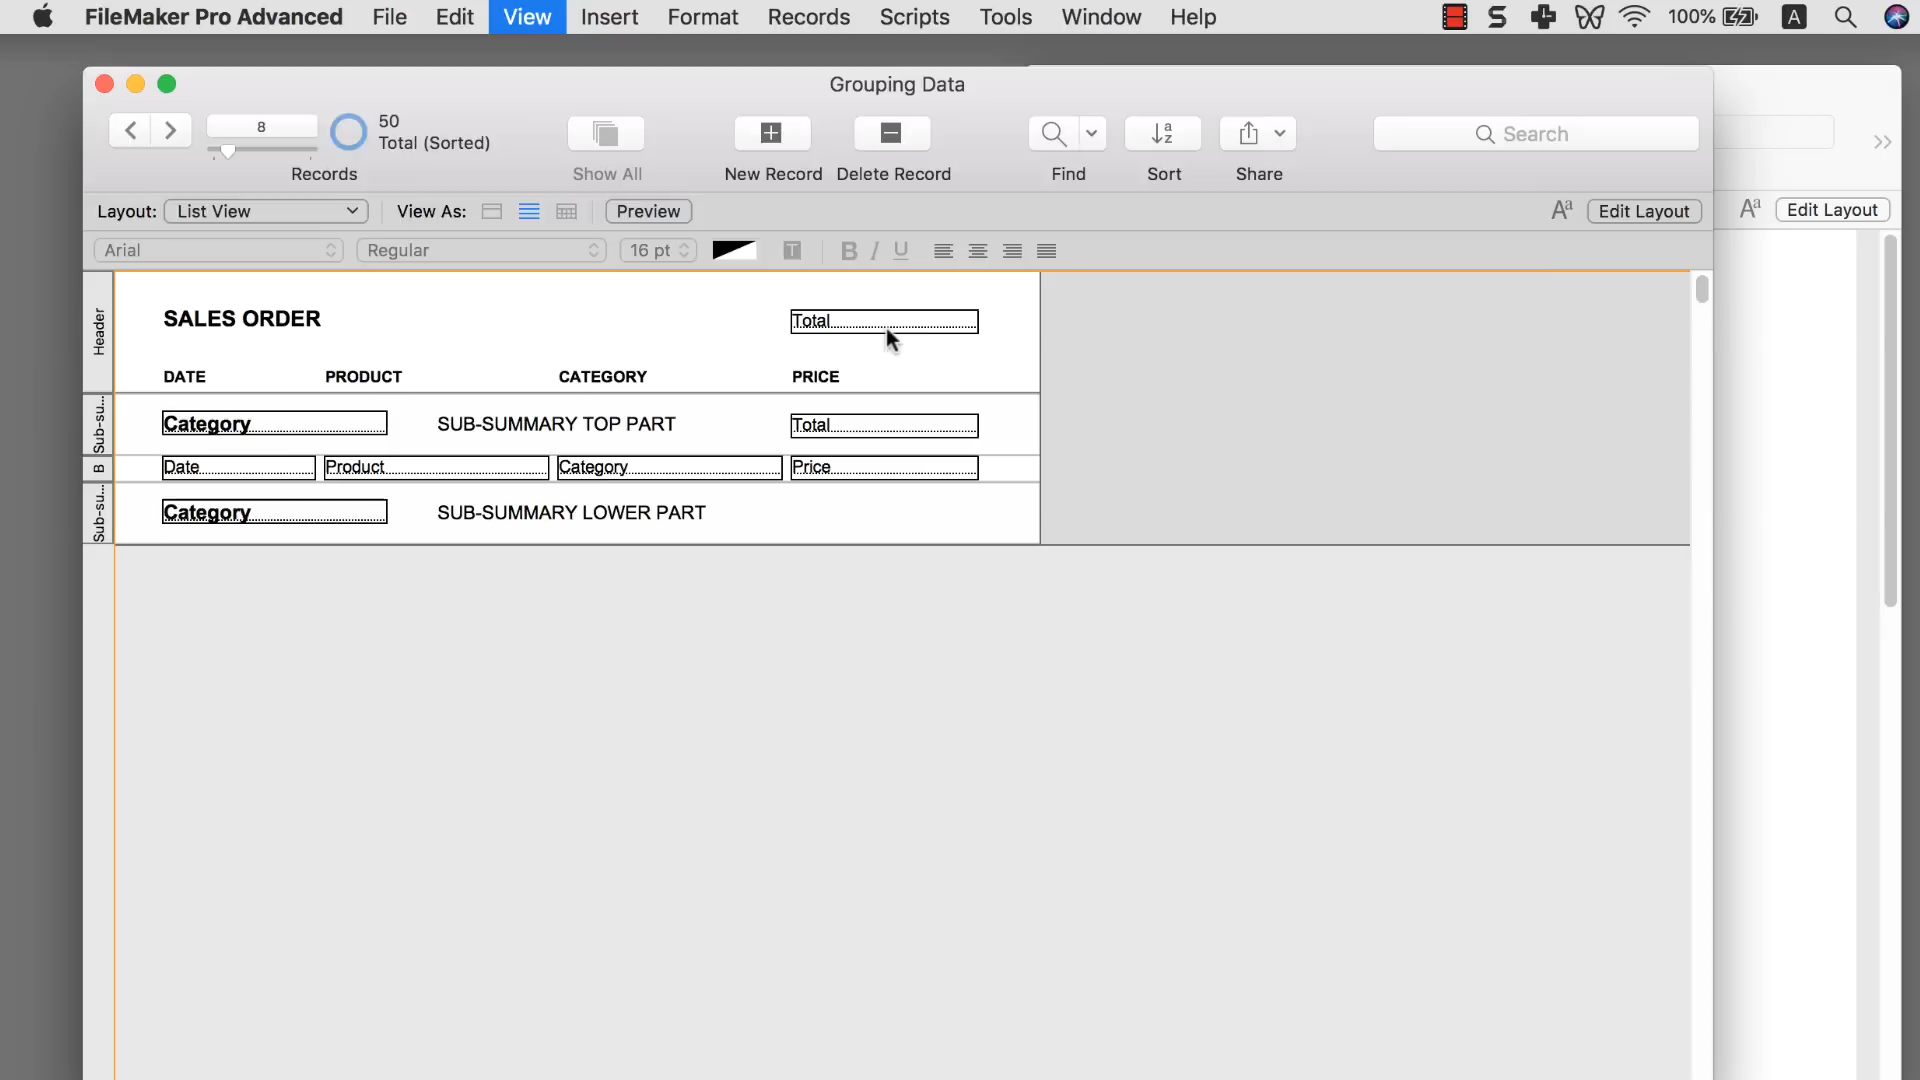 FileMaker Pro Advanced File Edit View Insert Format Records Scripts Tools Window Help 100% A
Grouping Data
8
50
Total (Sorted)
Records
Show All
New Record
Delete Record
Find
Sort
Share
Search
Layout: List View View As: Preview Aa Edit Layout Aa Edit Layout
Arial Regular 16 pt T B I U
Header
SALES ORDER Total
DATE PRODUCT CATEGORY PRICE
Sub-su...
Category SUB-SUMMARY TOP PART Total
B
Date Product Category Price
Sub-su...
Category SUB-SUMMARY LOWER PART